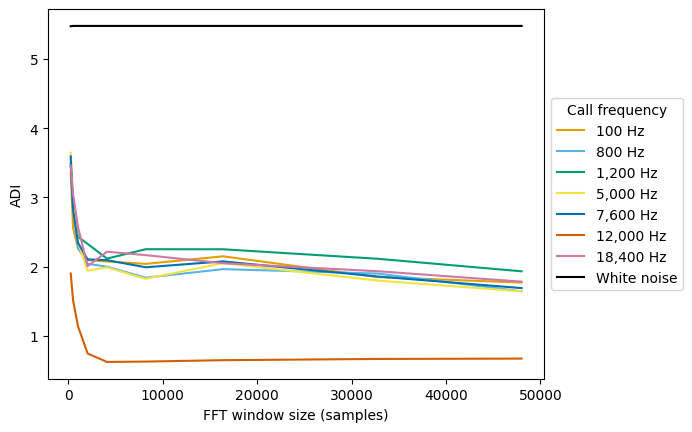 5
4
3
2
1
ADI
0
10000
20000
30000
40000
50000
FFT window size (samples)
Call frequency
100 Hz
800 Hz
1,200 Hz
5,000 Hz
7,600 Hz
12,000 Hz
18,400 Hz
White noise